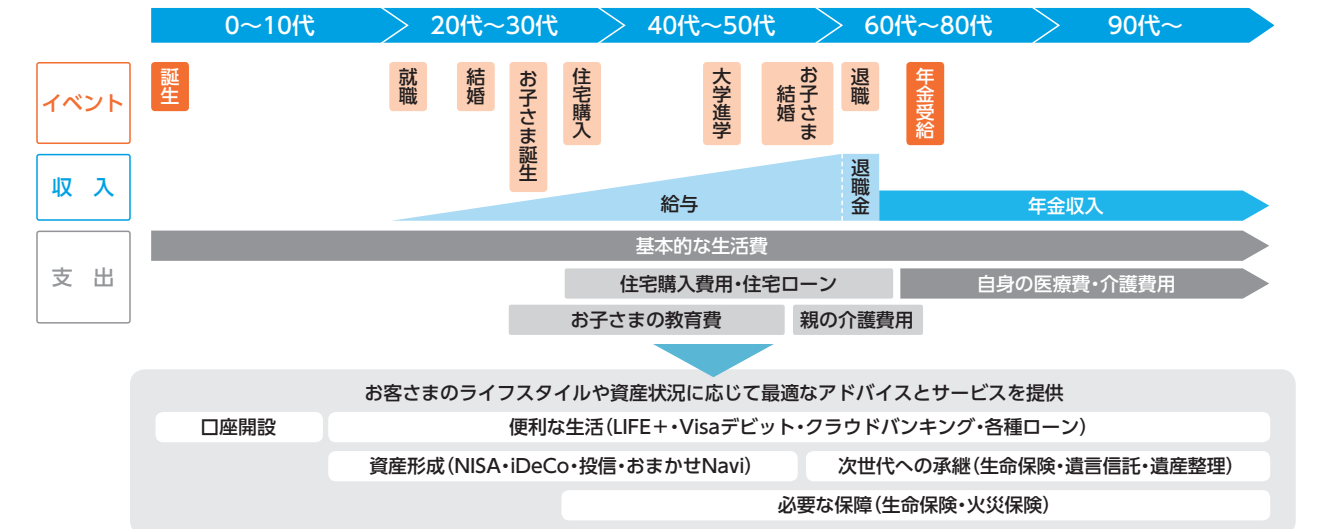 0〜10代
20代〜30代
40代〜50代
60代〜80代
90代〜
イベント
誕生
就職
結婚
お子さま誕生
住宅購入
大学進学
お子さま
結婚
退職
年金受給
収 入
給与
退職金
年金収入
支 出
基本的な生活費
住宅購入費用・住宅ローン
自身の医療費・介護費用
お子さまの教育費
親の介護費用
お客さまのライフスタイルや資産状況に応じて最適なアドバイスとサービスを提供
口座開設
便利な生活(LIFE+・Visaデビット・クラウドバンキング・各種ローン)
資産形成(NISA・iDeCo・投信・おまかせNavi)
次世代への承継(生命保険・遺言信託・遺産整理)
必要な保障(生命保険・火災保険)